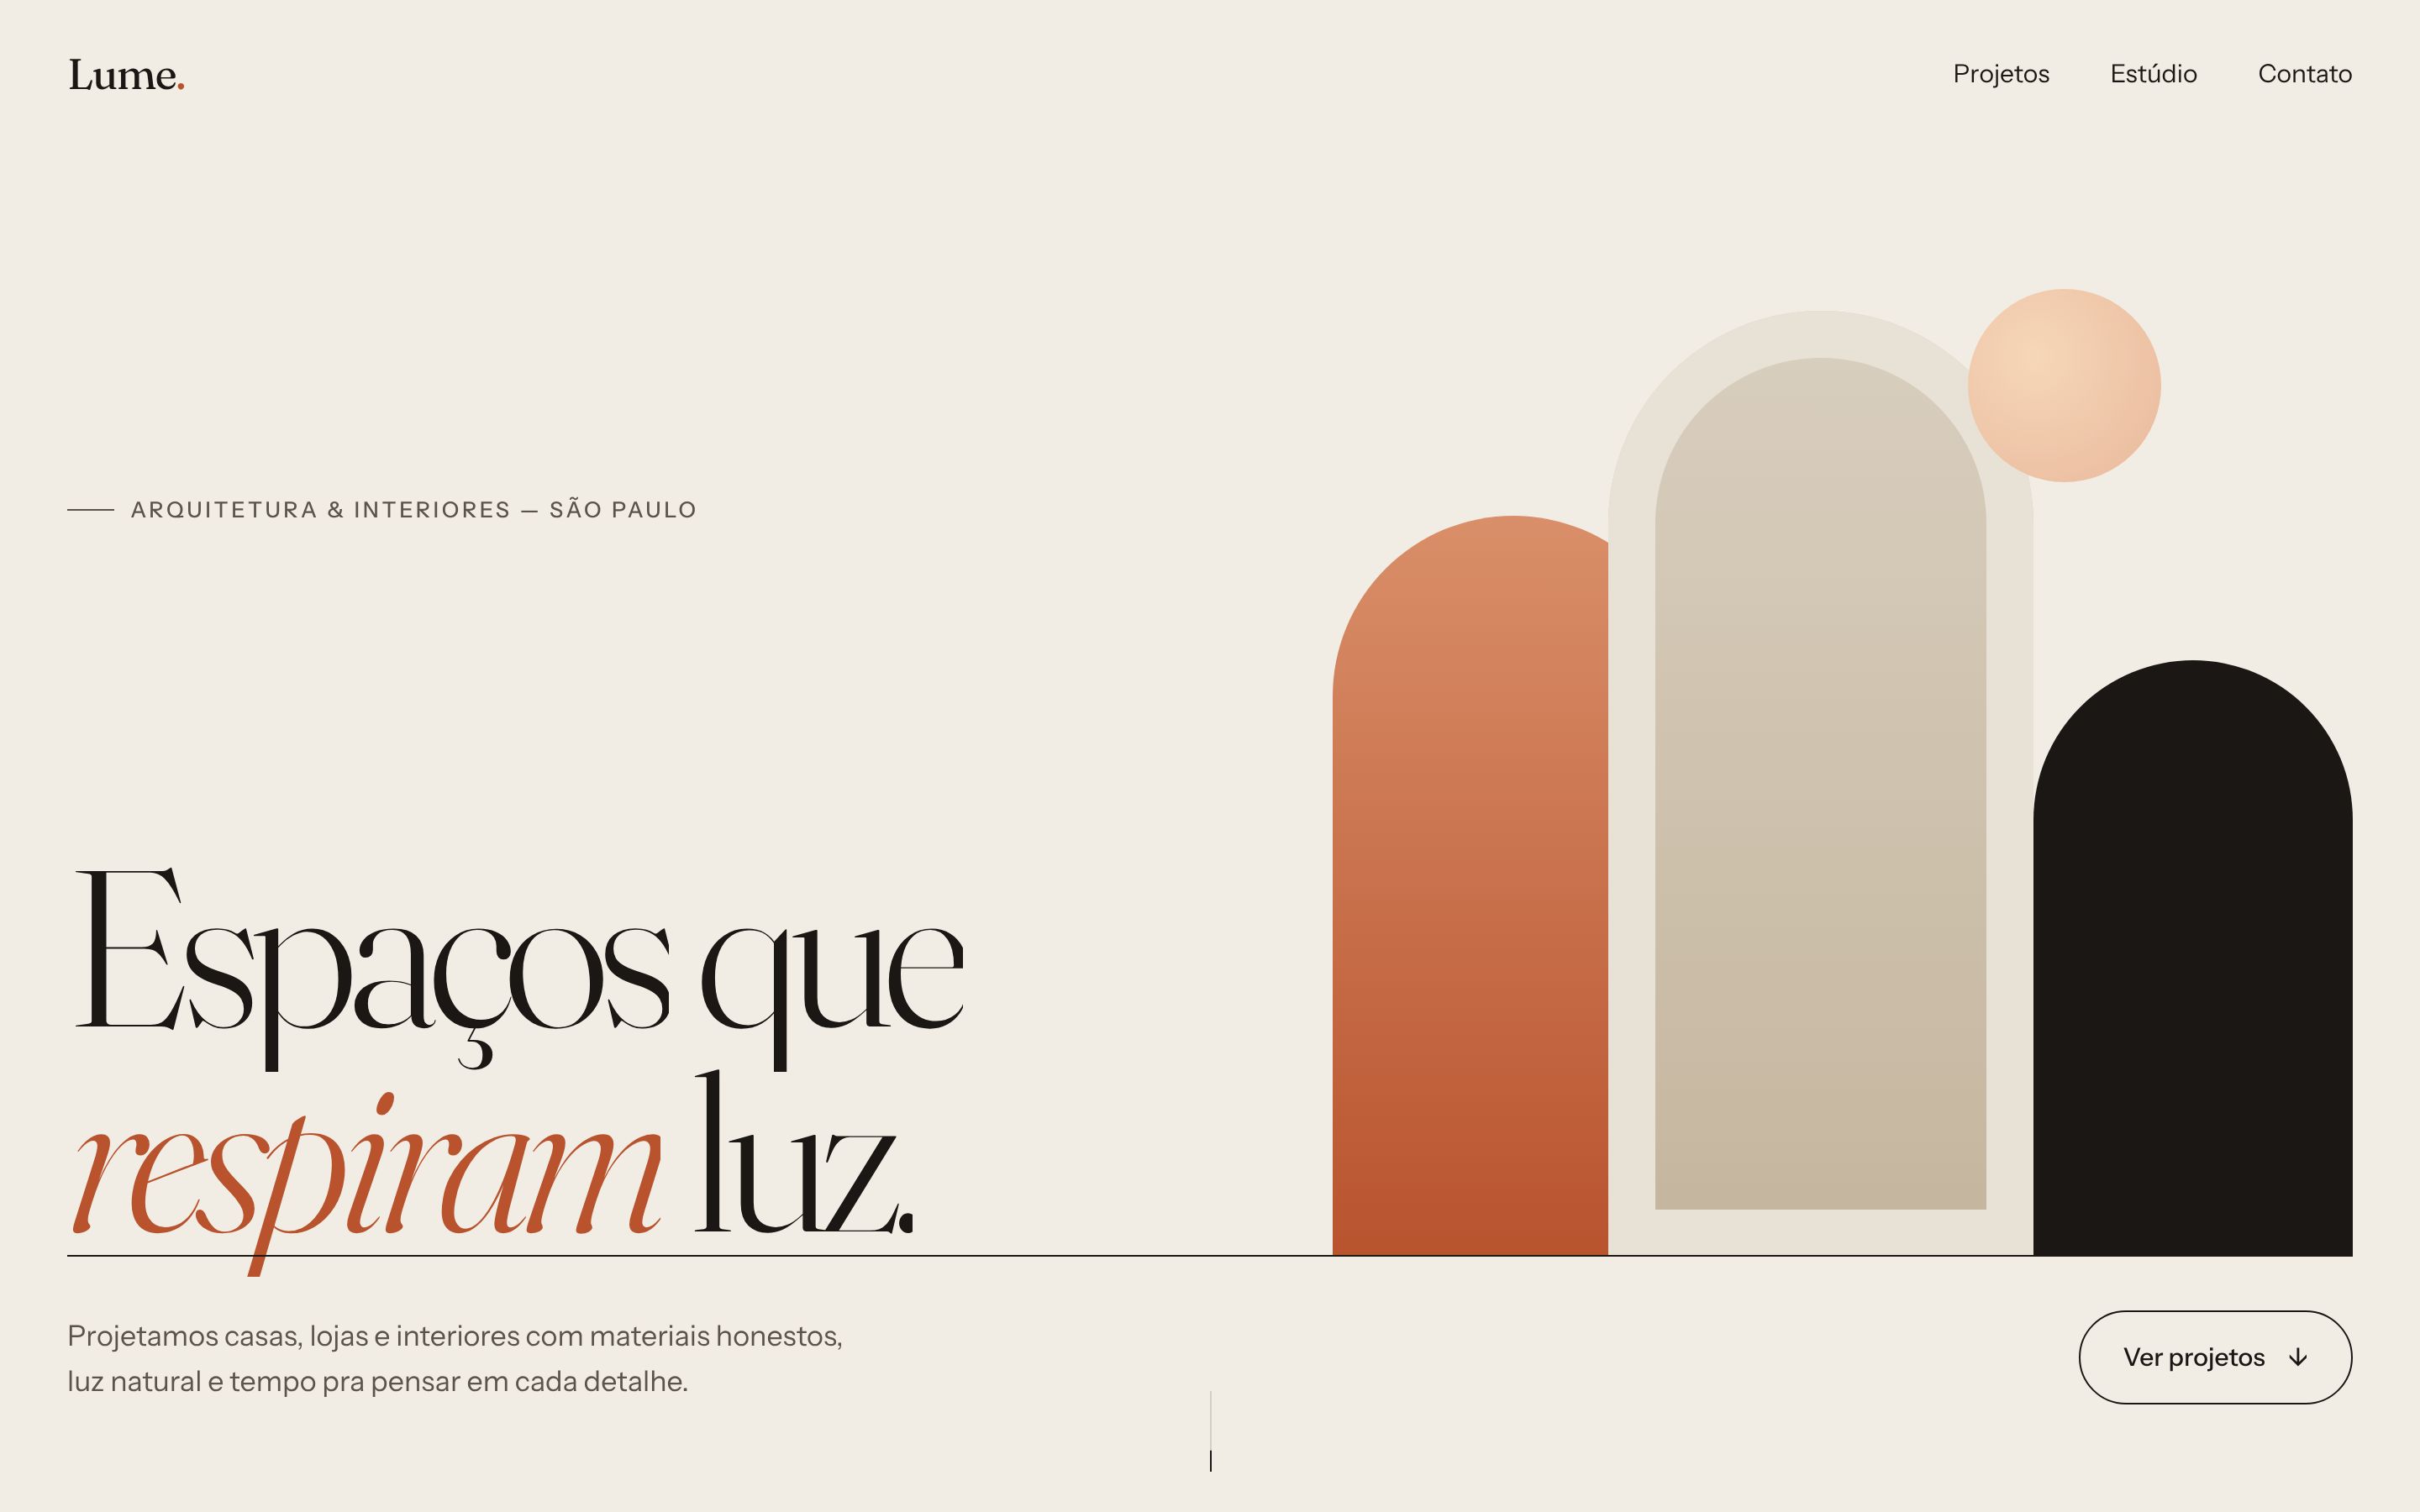 Lume.
Projetos Estúdio Contato
ARQUITETURA & INTERIORES — SÃO PAULO
Espaços que
respiram luz.
Projetamos casas, lojas e interiores com materiais honestos,
luz natural e tempo pra pensar em cada detalhe.
Ver projetos ↓